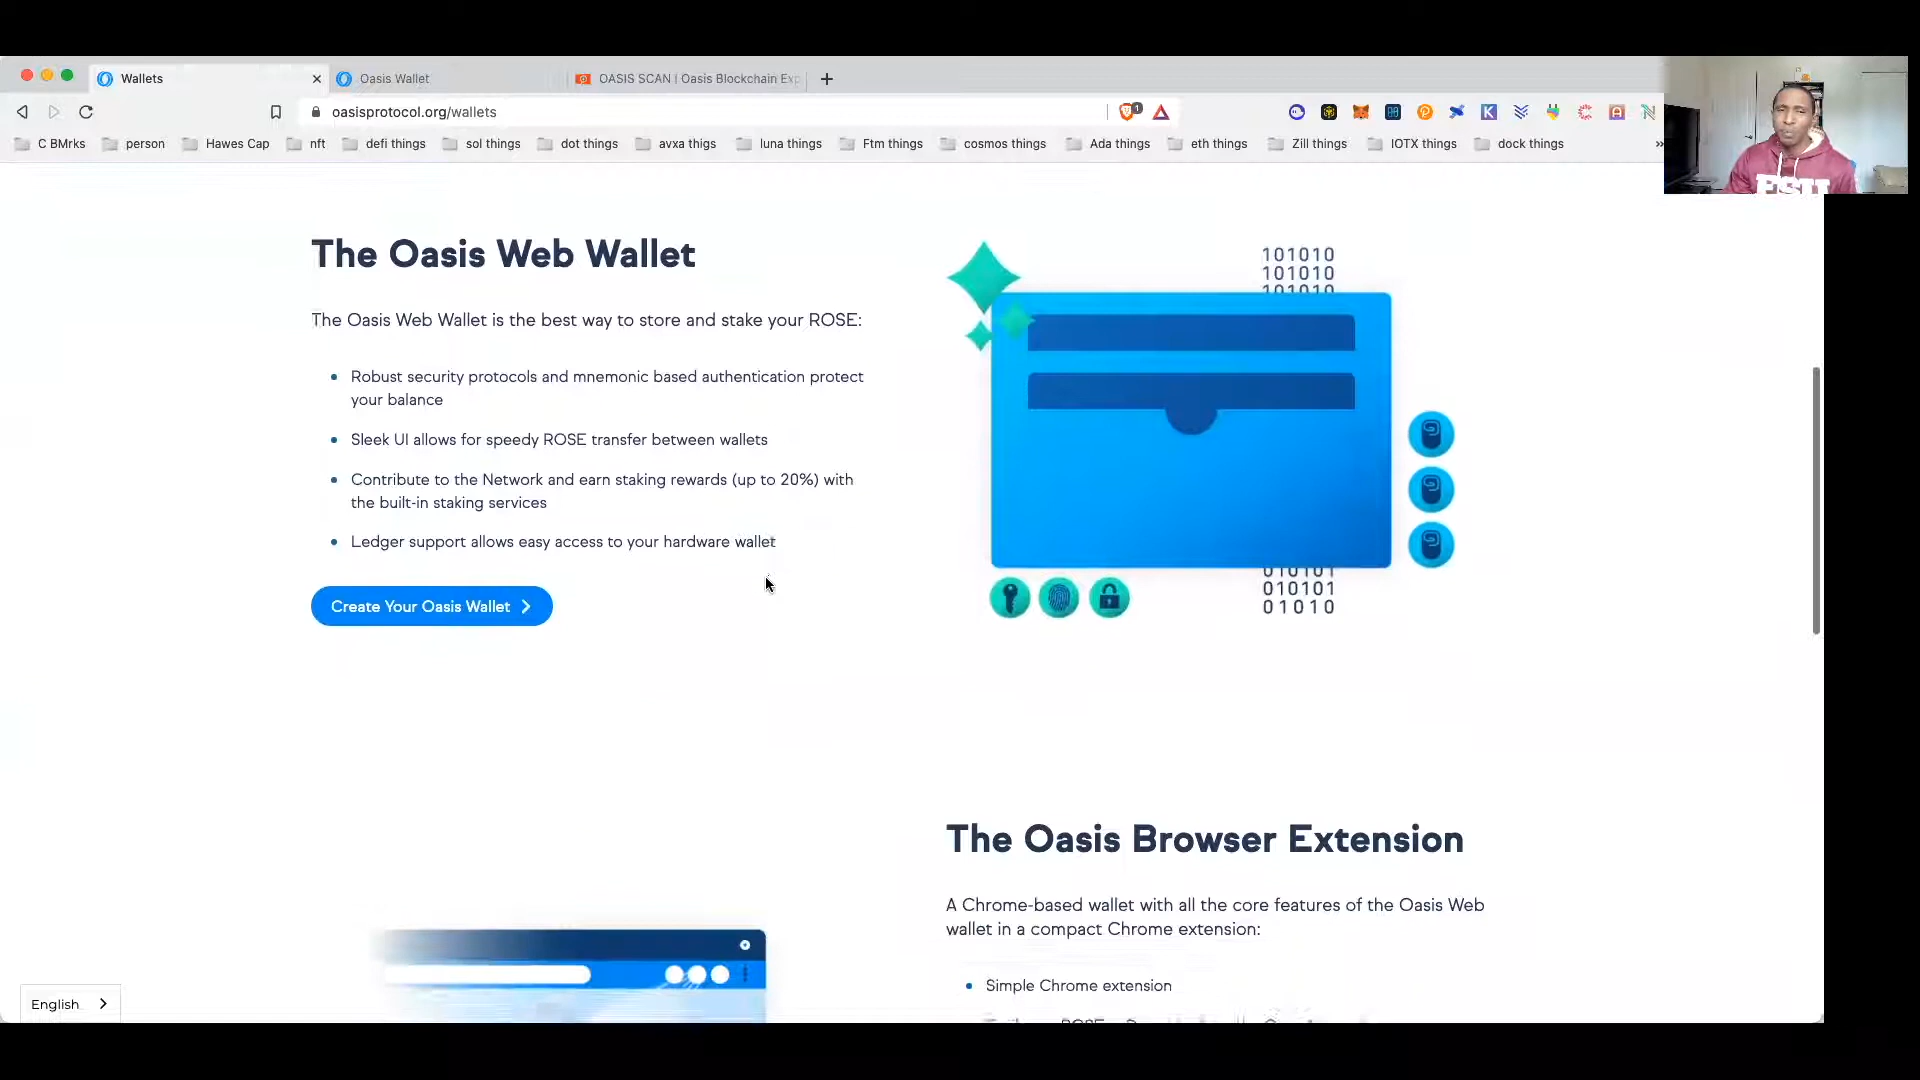 Wallets
Oasis Wallet
OASIS SCAN | Oasis Blockchain Exp
oasisprotocol.org/wallets
1
C BMrks
person
Hawes Cap
nft
defi things
sol things
dot things
avxa thigs
luna things
Ftm things
cosmos things
Ada things
eth things
Zill things
IOTX things
dock things
»
The Oasis Web Wallet
The Oasis Web Wallet is the best way to store and stake your ROSE:
Robust security protocols and mnemonic based authentication protect
your balance
Sleek UI allows for speedy ROSE transfer between wallets
Contribute to the Network and earn staking rewards (up to 20%) with
the built-in staking services
Ledger support allows easy access to your hardware wallet
Create Your Oasis Wallet
101010
101010
101010
010101
010101
01010
The Oasis Browser Extension
A Chrome-based wallet with all the core features of the Oasis Web
wallet in a compact Chrome extension:
Simple Chrome extension
English